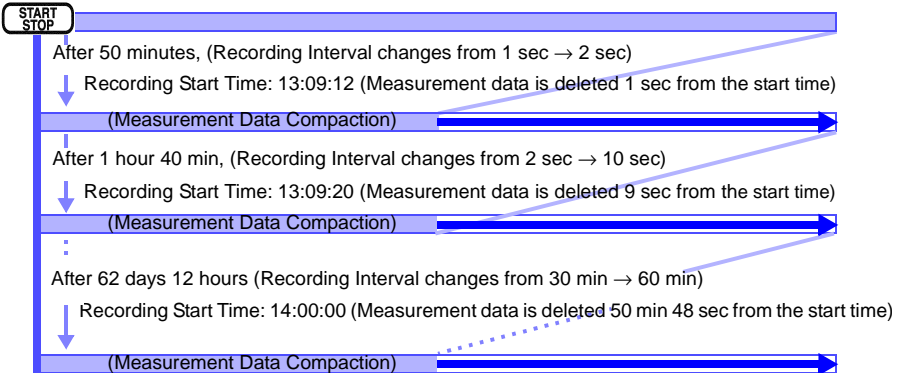 START
STOP
After 50 minutes, (Recording Interval changes from 1 sec → 2 sec)
Recording Start Time: 13:09:12 (Measurement data is deleted 1 sec from the start time)
(Measurement Data Compaction)
After 1 hour 40 min, (Recording Interval changes from 2 sec → 10 sec)
Recording Start Time: 13:09:20 (Measurement data is deleted 9 sec from the start time)
(Measurement Data Compaction)
After 62 days 12 hours (Recording Interval changes from 30 min → 60 min)
Recording Start Time: 14:00:00 (Measurement data is deleted 50 min 48 sec from the start time)
(Measurement Data Compaction)